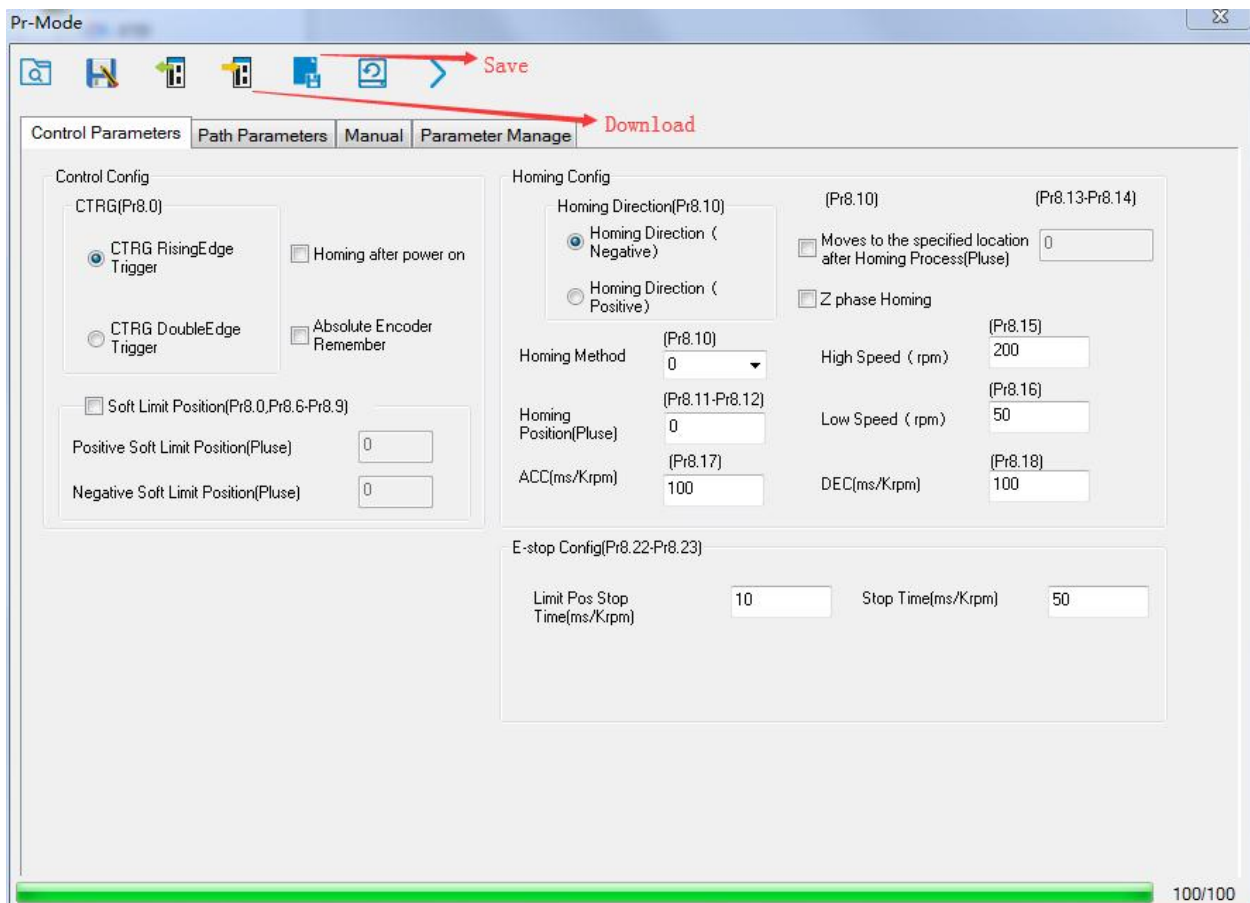 Pr-Mode
Save
Download
Control Parameters
Path Parameters
Manual
Parameter Manage
Control Config
CTRG(Pr8.0)
CTRG RisingEdge
Trigger
Homing after power on
CTRG DoubleEdge
Trigger
Absolute Encoder
Remember
Soft Limit Position(Pr8.0,Pr8.6-Pr8.9)
Positive Soft Limit Position(Pluse)
0
Negative Soft Limit Position(Pluse)
0
Homing Config
Homing Direction(Pr8.10)
Homing Direction (
Negative)
Homing Direction (
Positive)
(Pr8.10)
(Pr8.13-Pr8.14)
Moves to the specified location
after Homing Process(Pluse)
0
Z phase Homing
Homing Method
(Pr8.10)
0
High Speed ( rpm)
(Pr8.15)
200
Homing
Position(Pluse)
(Pr8.11-Pr8.12)
0
Low Speed ( rpm)
(Pr8.16)
50
ACC(ms/Krpm)
(Pr8.17)
100
DEC(ms/Krpm)
(Pr8.18)
100
E-stop Config(Pr8.22-Pr8.23)
Limit Pos Stop
Time(ms/Krpm)
10
Stop Time(ms/Krpm)
50
100/100